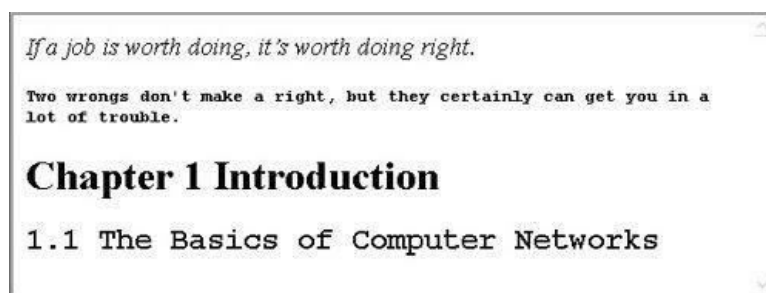 If a job is worth doing, it's worth doing right.
Two wrongs don't make a right, but they certainly can get you in a
lot of trouble.
Chapter 1 Introduction
1.1 The Basics of Computer Networks